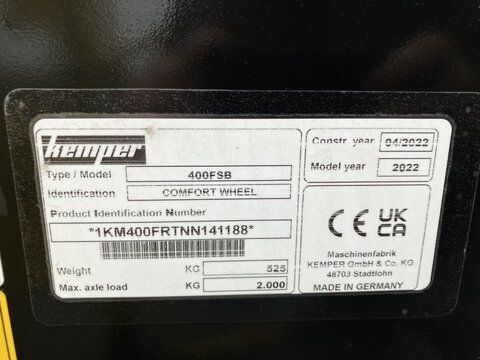 kemper
Type / Model 400FSB
Identification COMFORT WHEEL
Product Identification Number
*1KM400FRTNN141188*
Weight KG 525
Max. axle load KG 2.000
Constr. year 04/2022
Model year 2022
CE UK CA
Maschinenfabrik
KEMPER GmbH & Co. KG
48703 Stadtlohn
MADE IN GERMANY